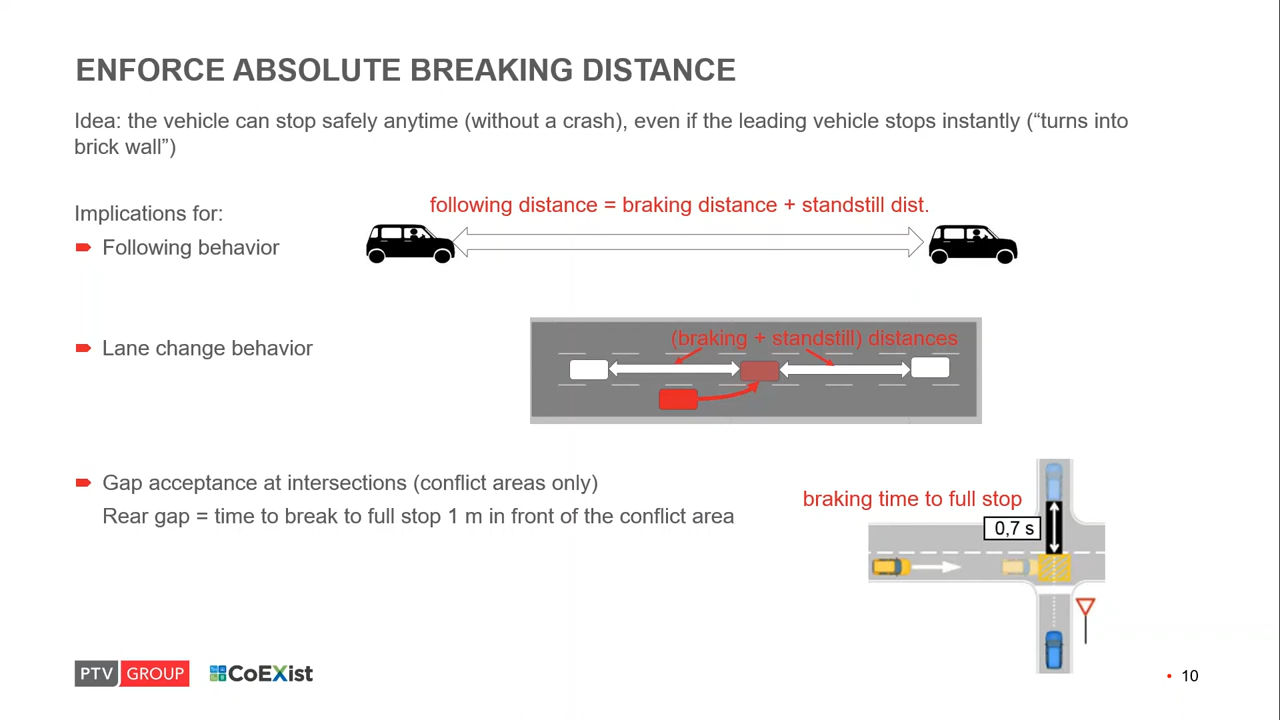 ENFORCE ABSOLUTE BREAKING DISTANCE
Idea: the vehicle can stop safely anytime (without a crash), even if the leading vehicle stops instantly (“turns into
brick wall”)
following distance = braking distance + standstill dist.
Implications for:
Following behavior
(braking + standstill) distances
Lane change behavior
Gap acceptance at intersections (conflict areas only)
Rear gap = time to break to full stop 1 m in front of the conflict area
braking time to full stop
0,7 s
PTV GROUP
CoEXist
10